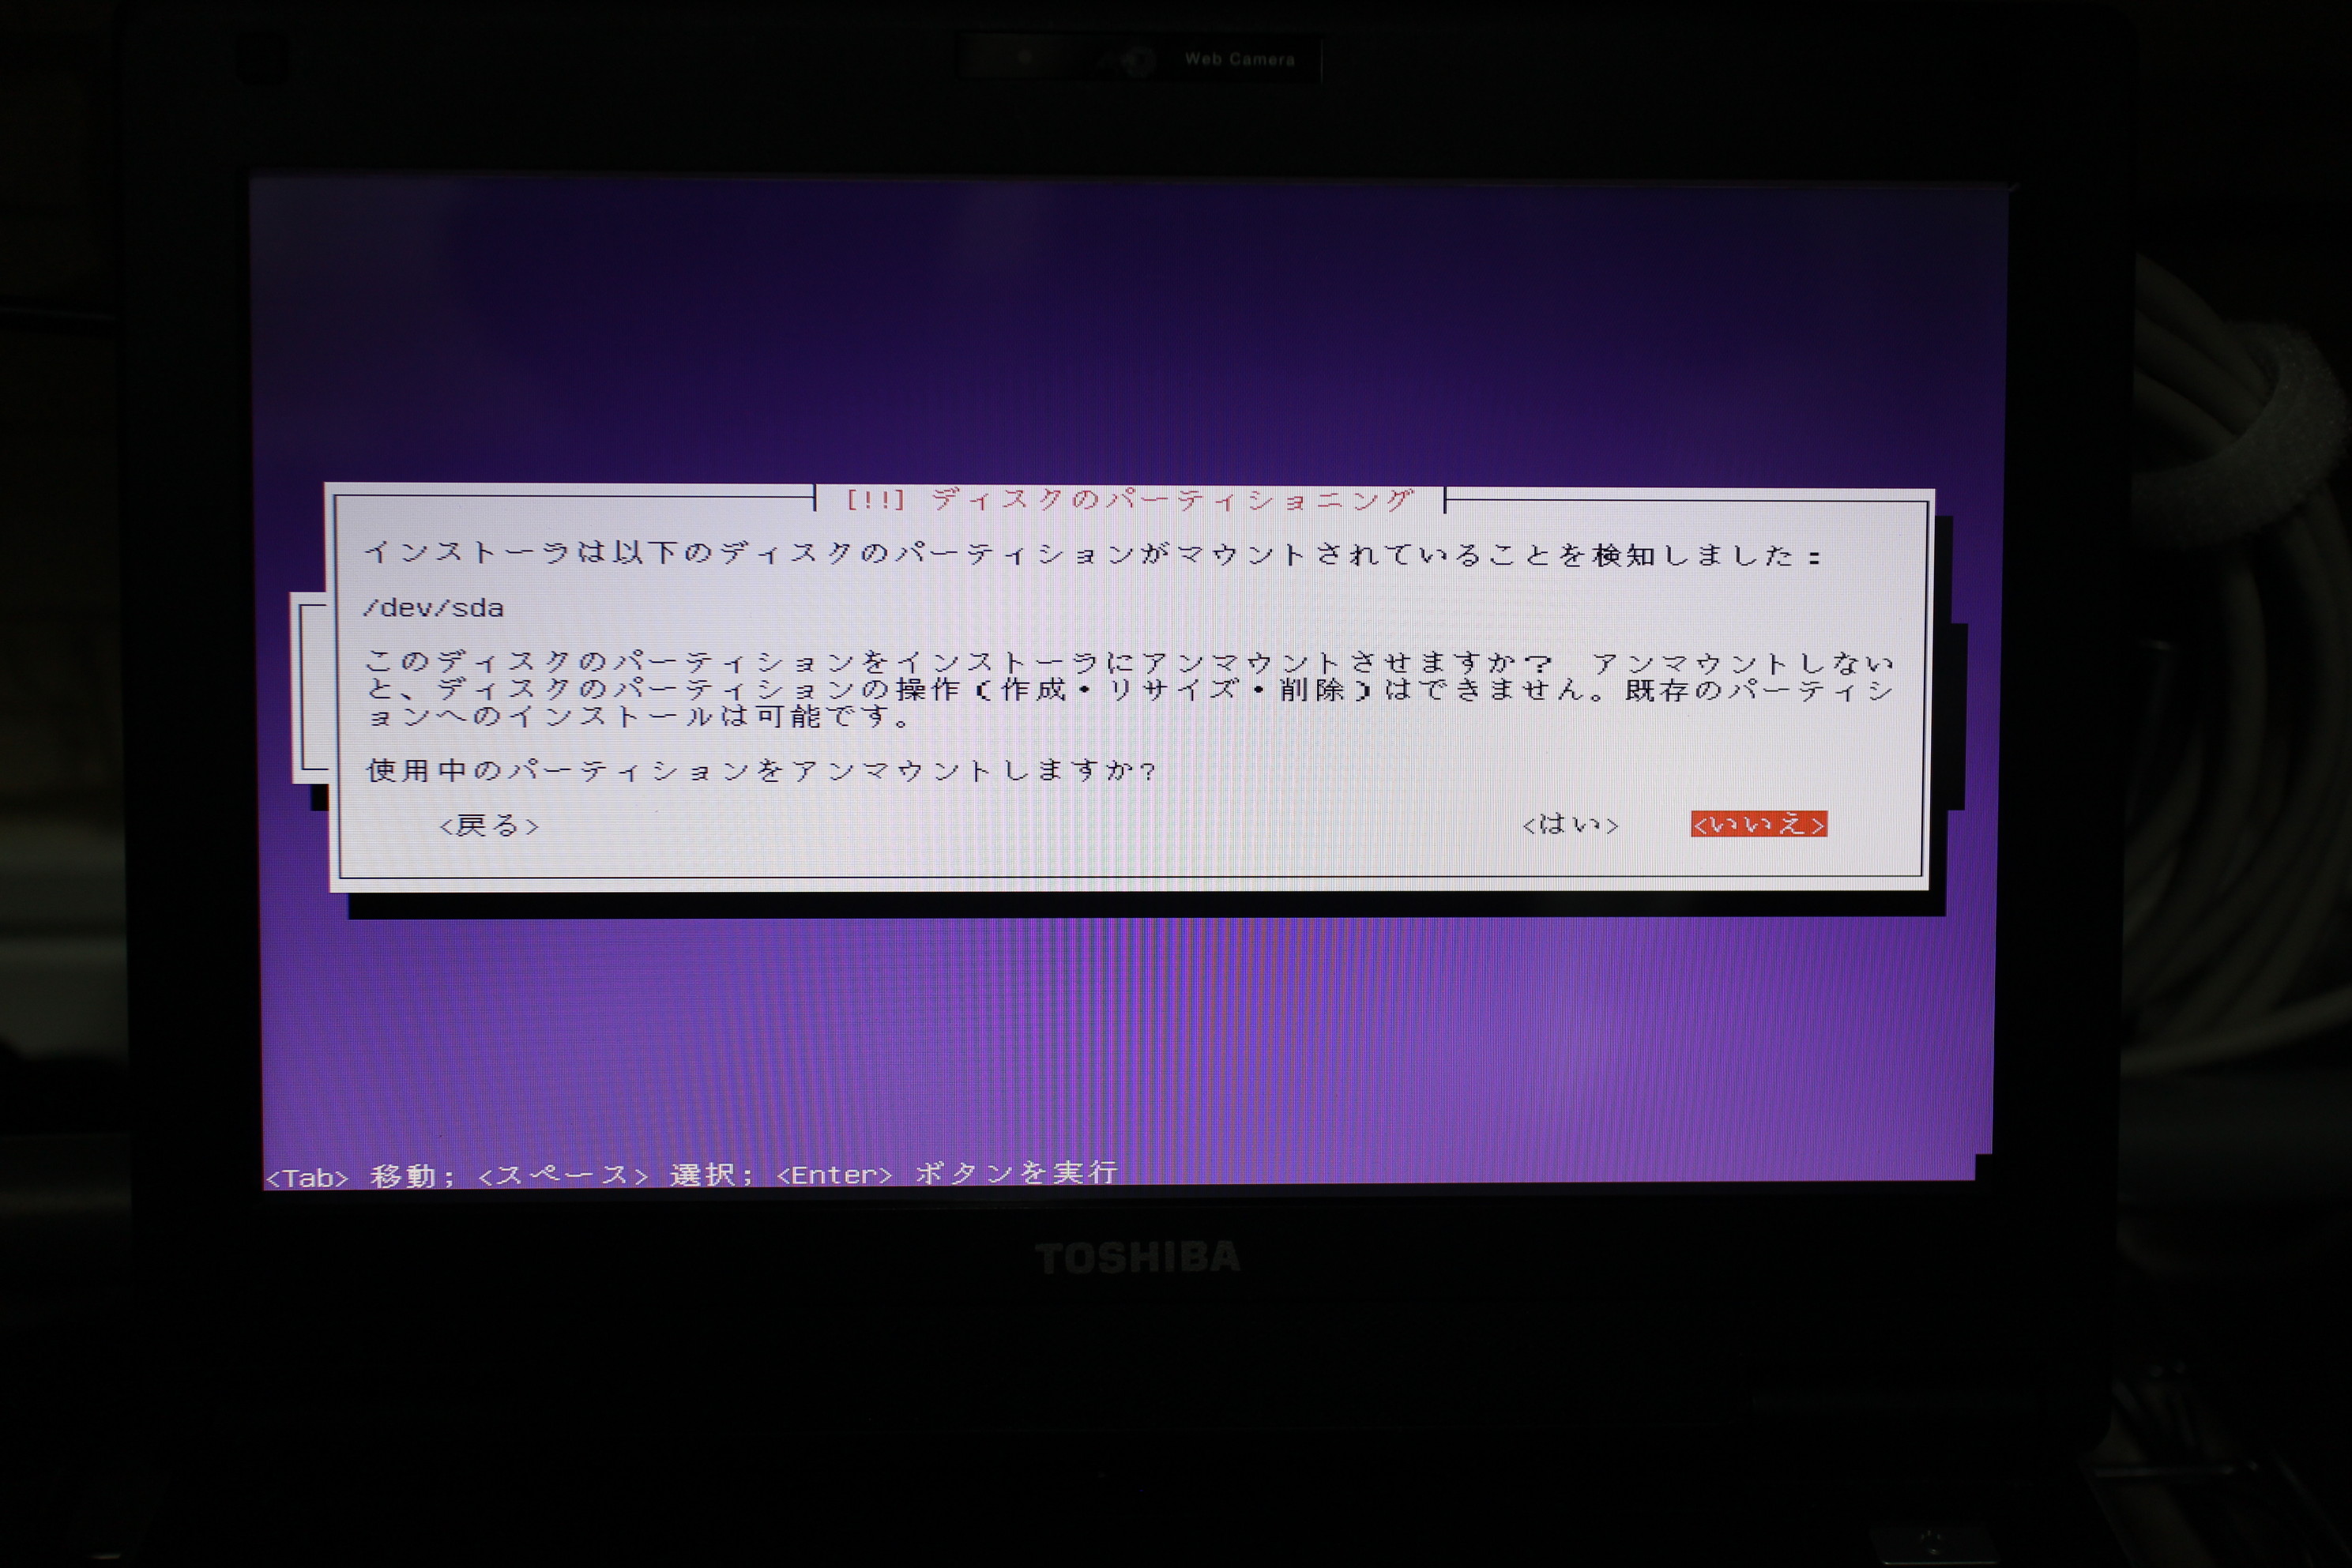 Web Camera
[!!] ディスクのパーティショニング
インストーラは以下のディスクのパーティションがマウントされていることを検知しました：
/dev/sda
このディスクのパーティションをインストーラにアンマウントさせますか？ アンマウントしない
と、ディスクのパーティションの操作（作成・リサイズ・削除）はできません。既存のパーティシ
ョンへのインストールは可能です。
使用中のパーティションをアンマウントしますか?
<戻る> <はい> <いいえ>
<Tab> 移動; <スペース> 選択; <Enter> ボタンを実行
TOSHIBA